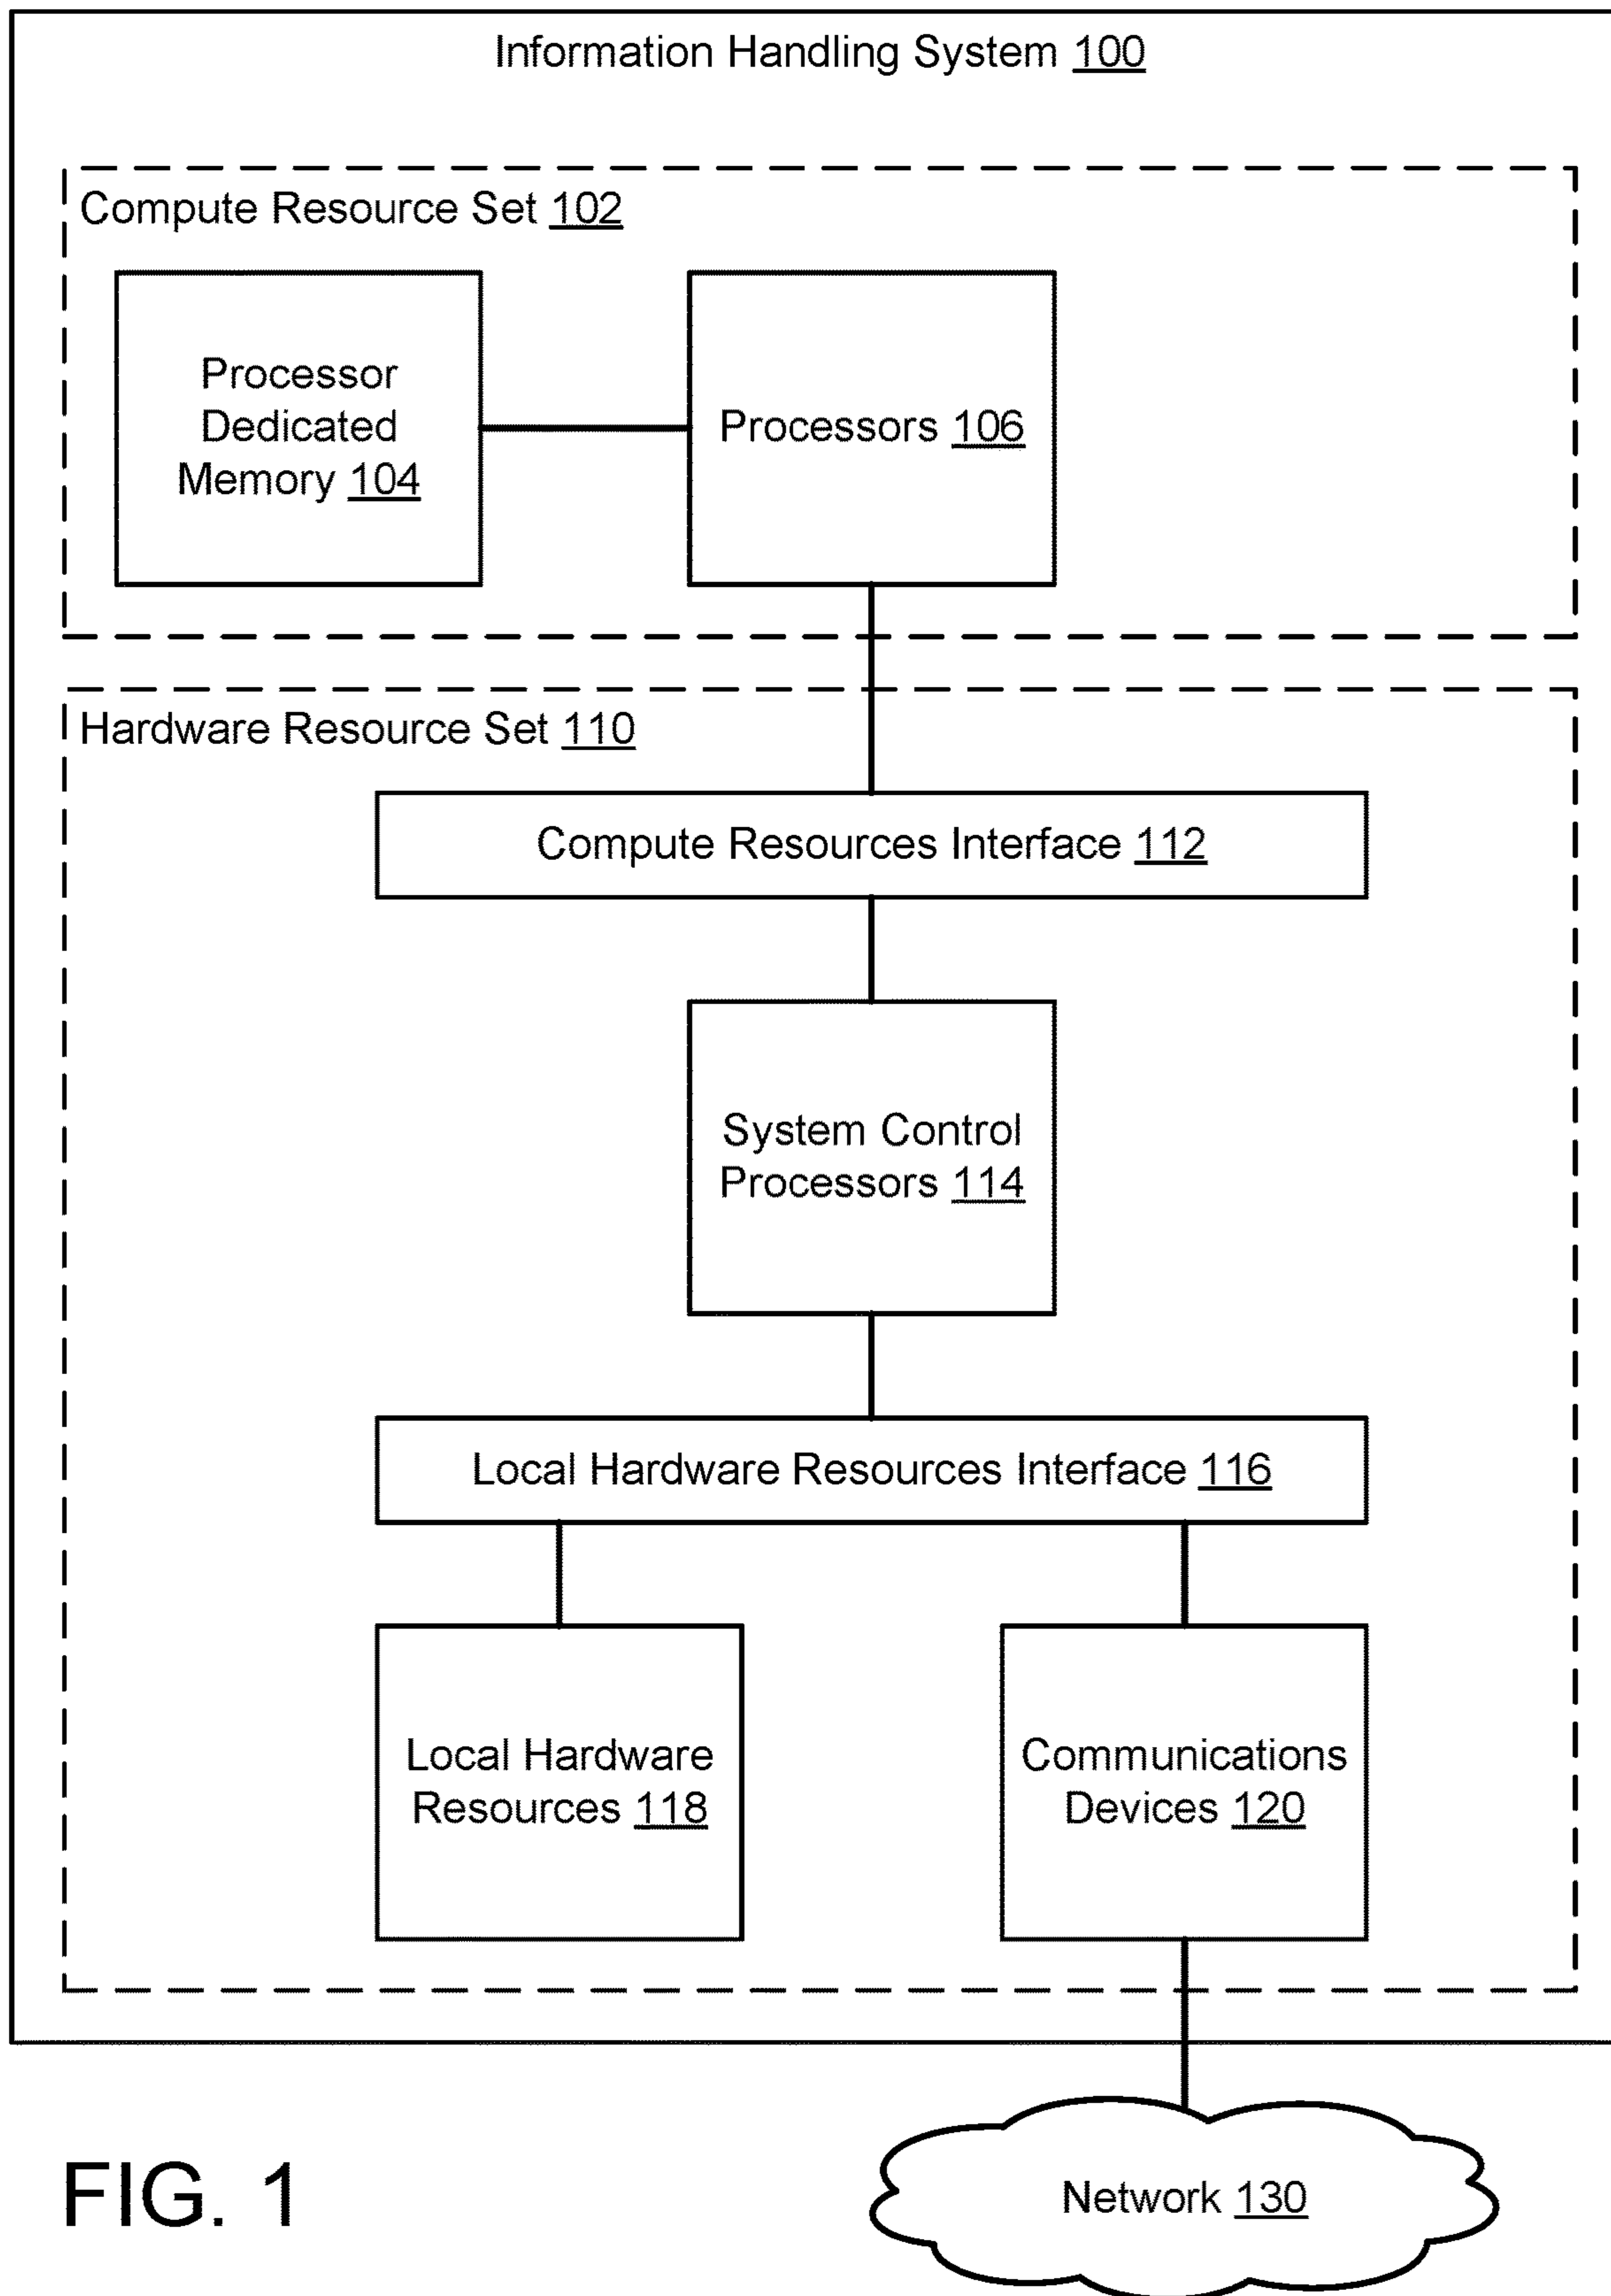 Information Handling System 100
Compute Resource Set 102
Processor
Dedicated
Memory 104
Processors 106
Hardware Resource Set 110
Compute Resources Interface 112
System Control
Processors 114
Local Hardware Resources Interface 116
Local Hardware
Resources 118
Communications
Devices 120
Network 130
FIG. 1